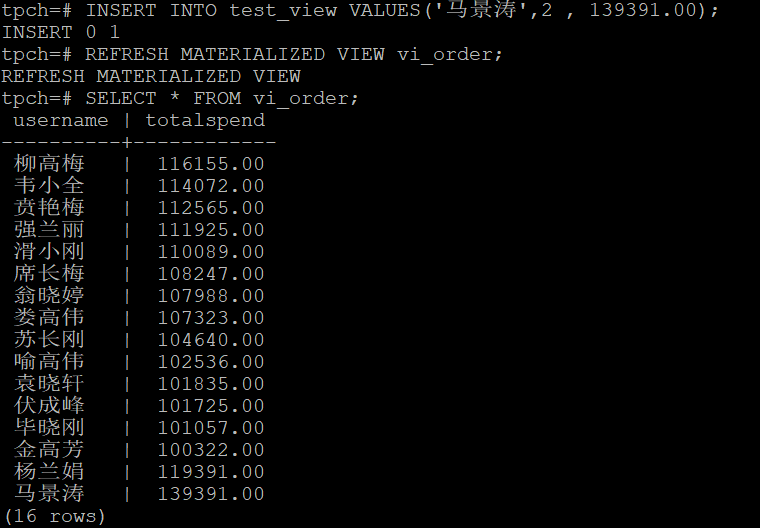 tpch=# INSERT INTO test_view VALUES('马景涛',2 , 139391.00);
INSERT 0 1
tpch=# REFRESH MATERIALIZED VIEW vi_order;
REFRESH MATERIALIZED VIEW
tpch=# SELECT * FROM vi_order;
 username | totalspend
----------+------------
 柳高梅   |  116155.00
 韦小全   |  114072.00
 贲艳梅   |  112565.00
 强兰丽   |  111925.00
 滑小刚   |  110089.00
 席长梅   |  108247.00
 翁晓婷   |  107988.00
 娄高伟   |  107323.00
 苏长刚   |  104640.00
 喻高伟   |  102536.00
 袁晓轩   |  101835.00
 伏成峰   |  101725.00
 毕晓刚   |  101057.00
 金高芳   |  100322.00
 杨兰娟   |  119391.00
 马景涛   |  139391.00
(16 rows)